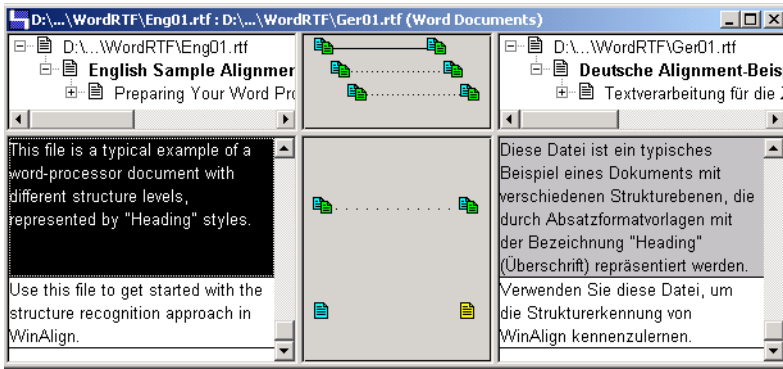 D:\...\WordRTF\Eng01.rtf : D:\...\WordRTF\Ger01.rtf (Word Documents)
D:\...\WordRTF\Eng01.rtf
English Sample Alignmer
Preparing Your Word Pro
D:\...\WordRTF\Ger01.rtf
Deutsche Alignment-Beis
Textverarbeitung für die
This file is a typical example of a
word-processor document with
different structure levels,
represented by "Heading" styles.
Use this file to get started with the
structure recognition approach in
WinAlign.
Diese Datei ist ein typisches
Beispiel eines Dokuments mit
verschiedenen Strukturebenen, die
durch Absatzformatvorlagen mit
der Bezeichnung "Heading"
(Überschrift) repräsentiert werden.
Verwenden Sie diese Datei, um
die Strukturerkennung von
WinAlign kennenzulernen.